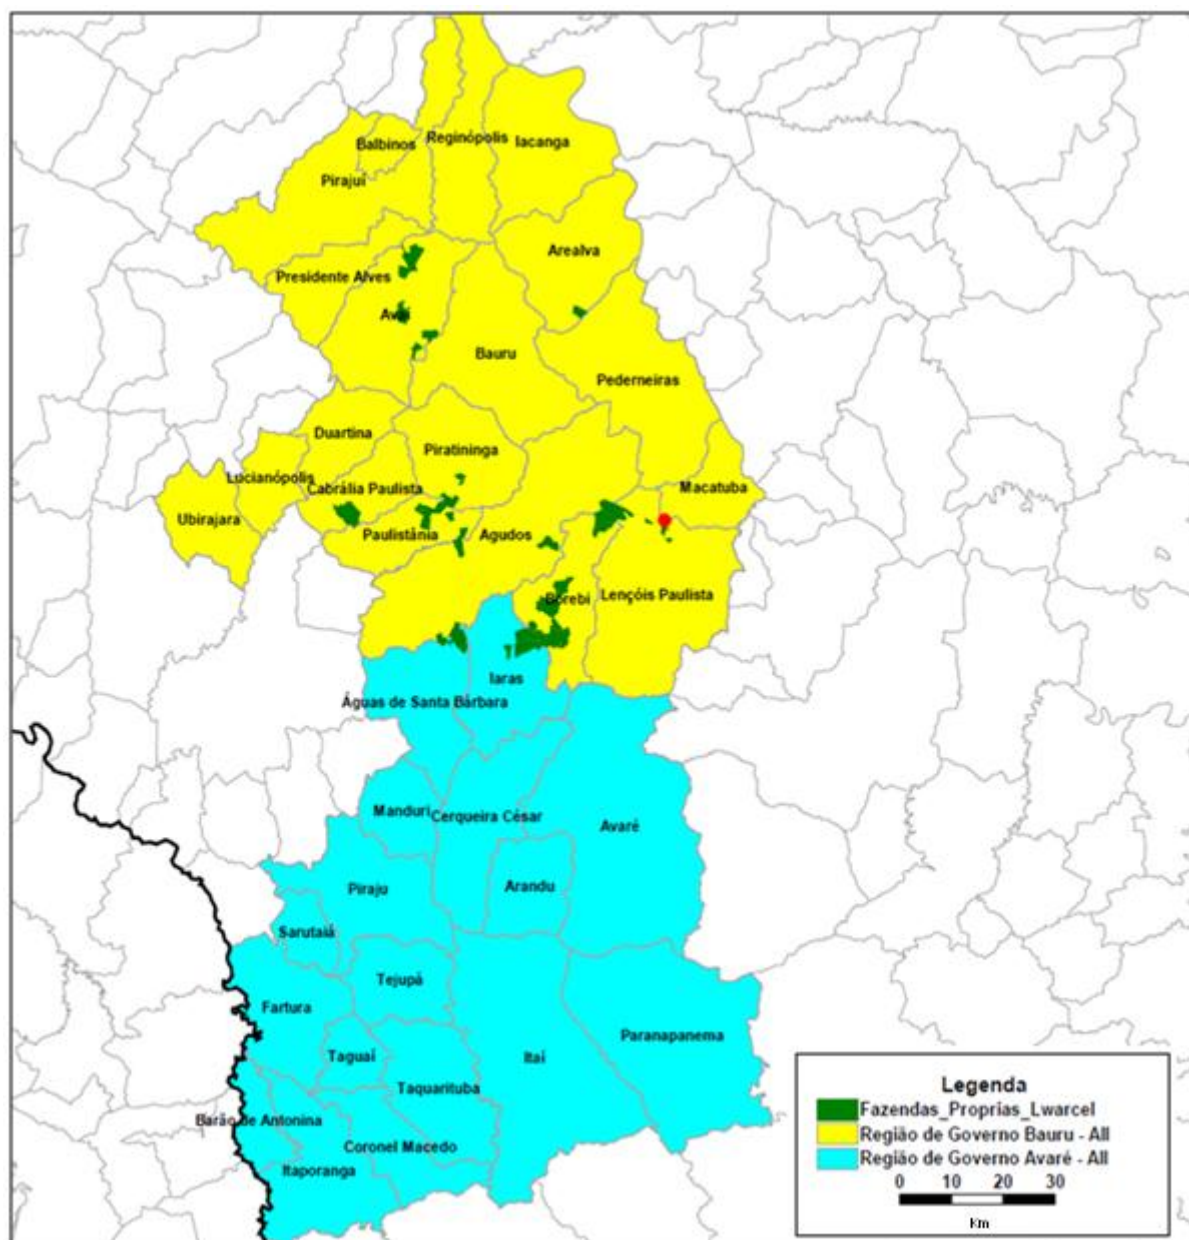 Balbinos
Reginópolis
Iacanga
Pirajuí
Arealva
Presidente Alves
Avaí
Bauru
Pederneiras
Duartina
Piratininga
Lucianópolis
Cabrália Paulista
Macatuba
Ubirajara
Paulistânia
Agudos
Borebi
Lençóis Paulista
Iaras
Águas de Santa Bárbara
Manduri
Cerqueira César
Avaré
Piraju
Arandu
Sarutaiá
Tejupá
Fartura
Paranapanema
Taguaí
Itaí
Taquarituba
Barão de Antonina
Coronel Macedo
Itaporanga
Legenda
Fazendas_Proprias_Lwarcel
Região de Governo Bauru - AII
Região de Governo Avaré - AII
0 10 20 30
Km